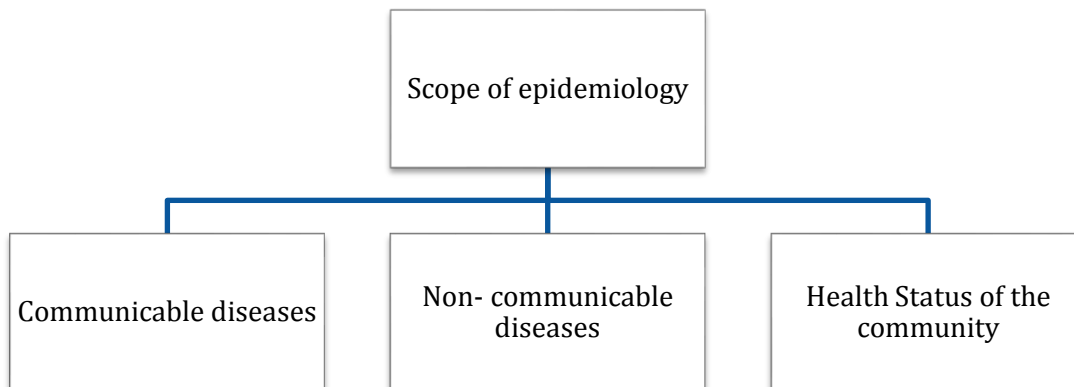 Scope of epidemiology
Communicable diseases
Non- communicable
diseases
Health Status of the
community